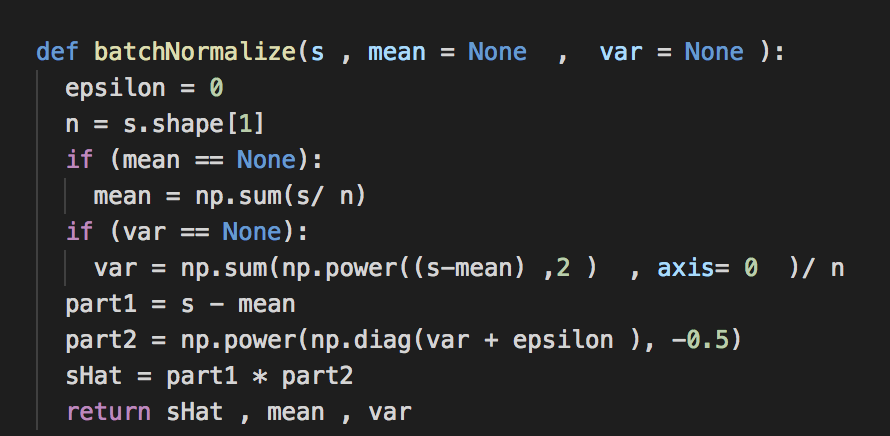 def batchNormalize(s , mean = None  ,  var = None ):
  epsilon = 0
  n = s.shape[1]
  if (mean == None):
    mean = np.sum(s/ n)
  if (var == None):
    var = np.sum(np.power((s-mean) ,2 )  , axis= 0  )/ n
  part1 = s - mean
  part2 = np.power(np.diag(var + epsilon ), -0.5)
  sHat = part1 * part2
  return sHat , mean , var